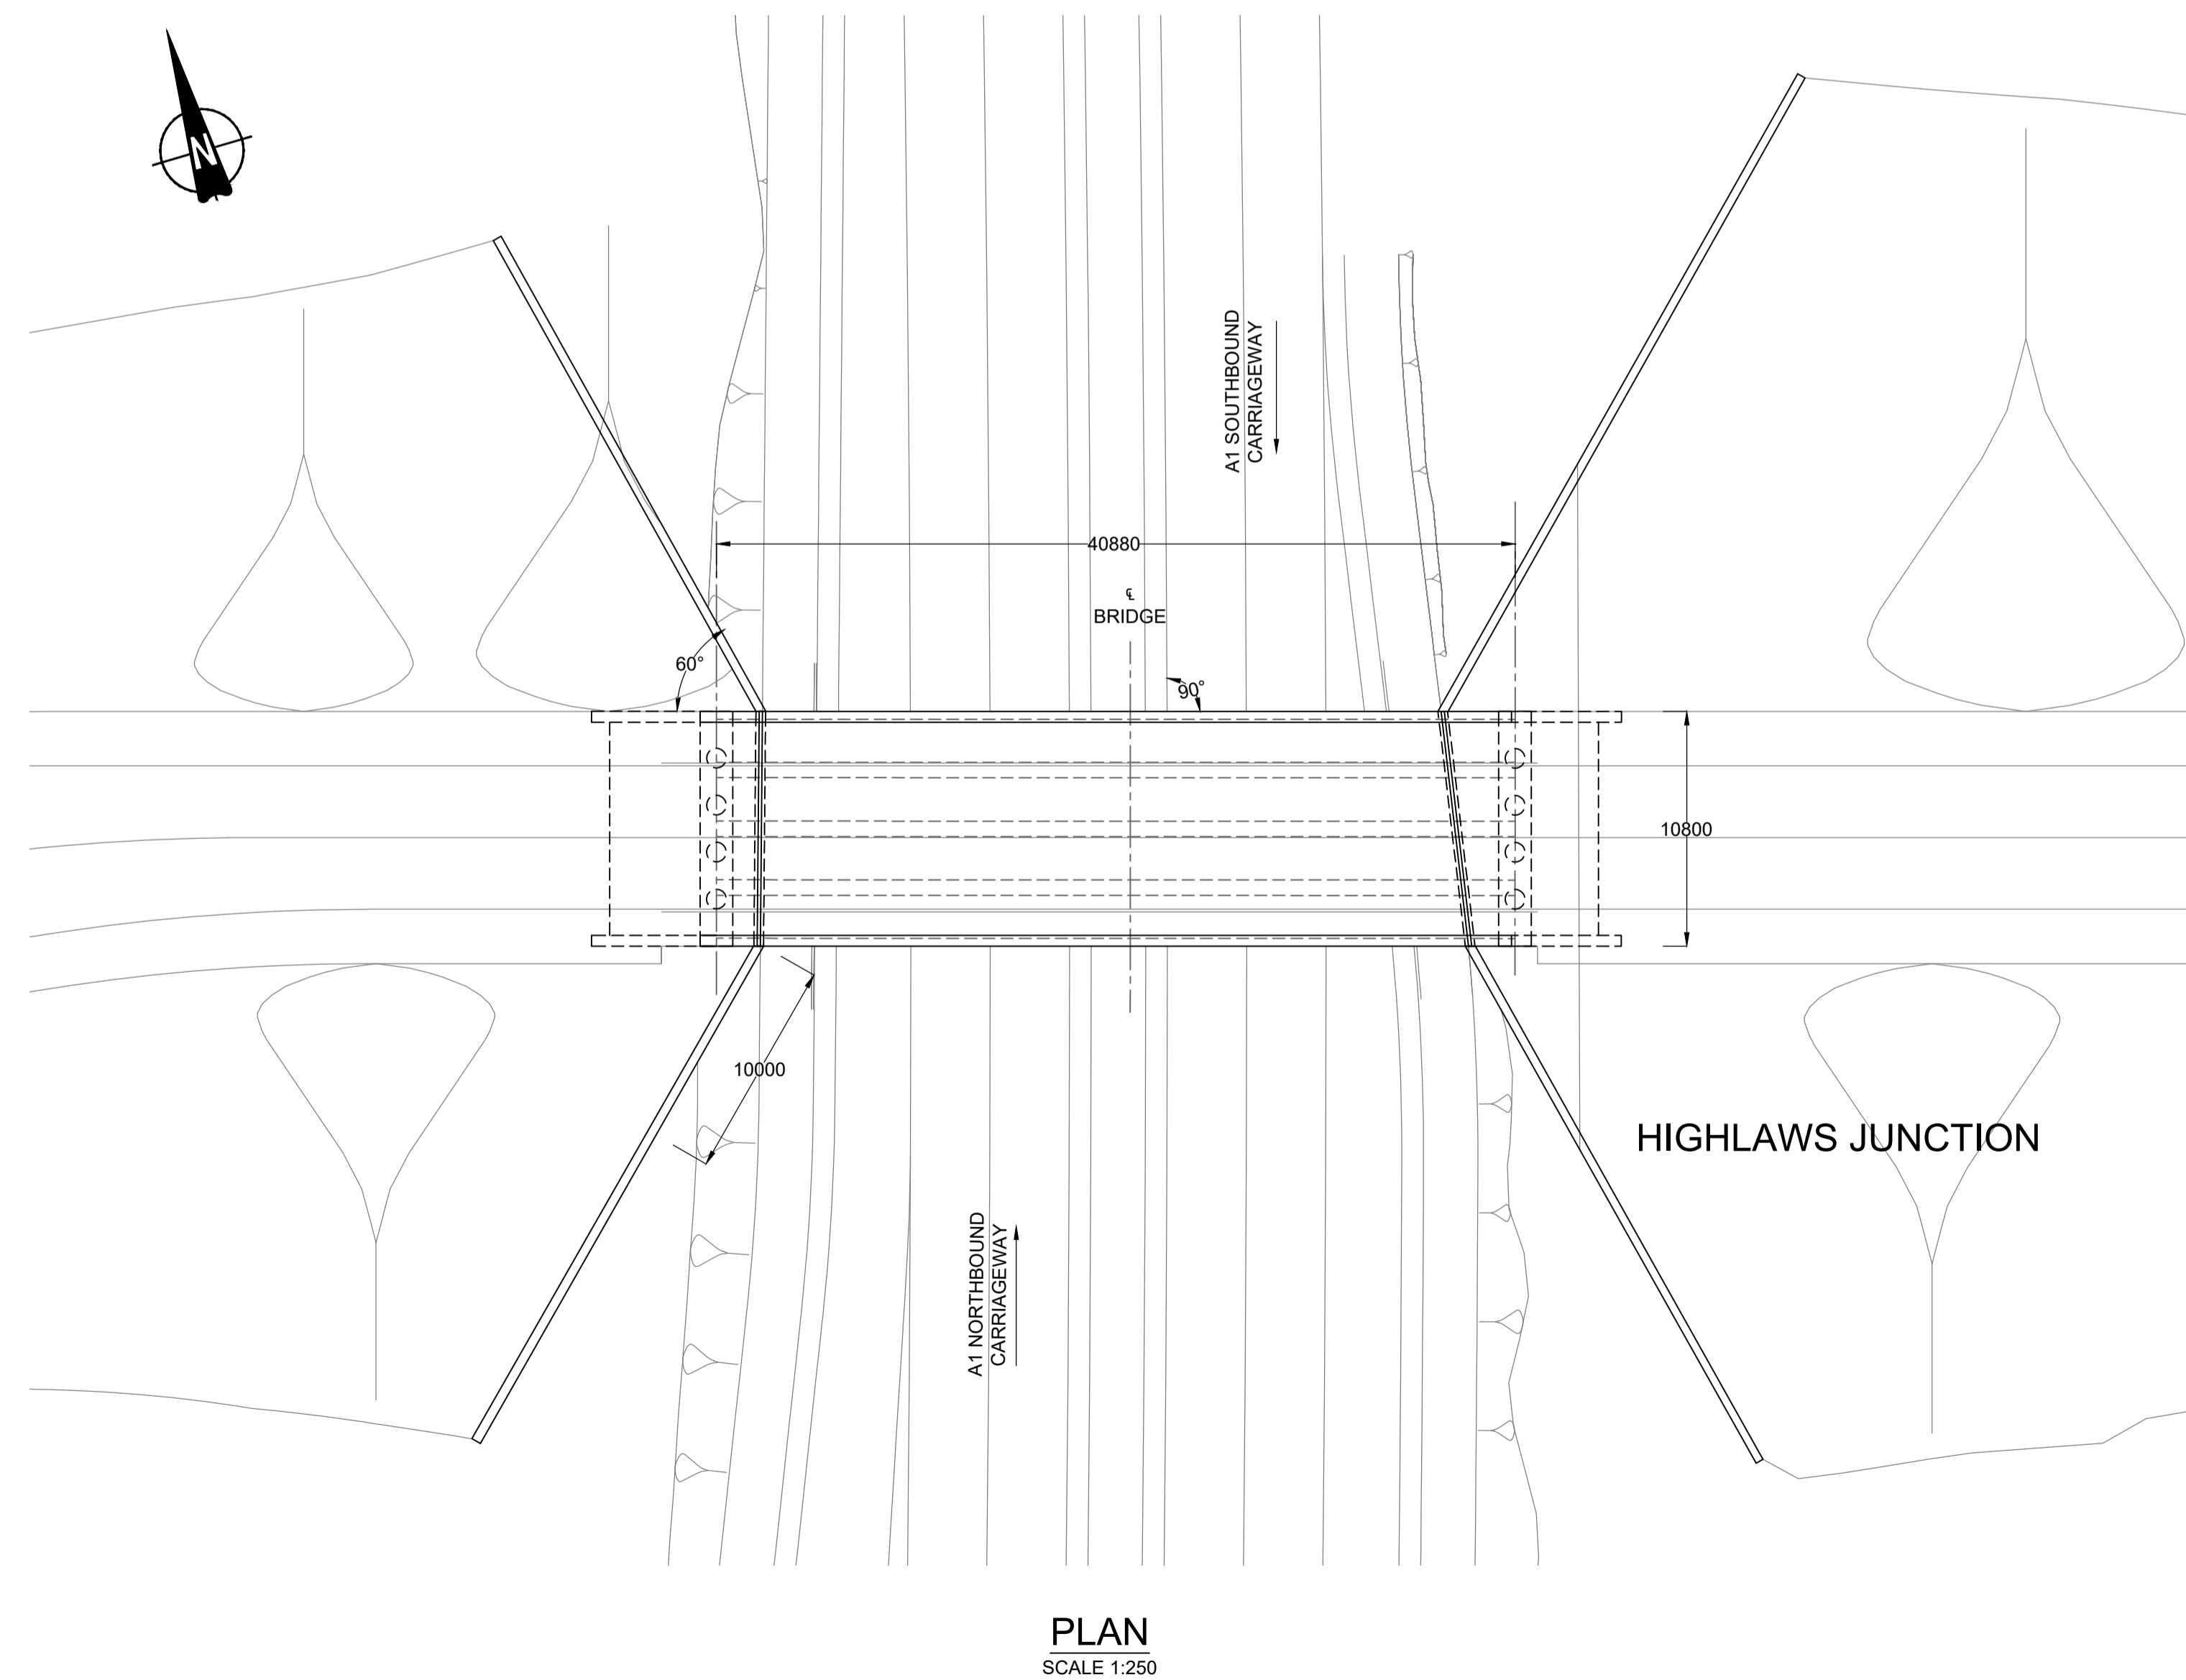 N
A1 SOUTHBOUND
CARRIAGEWAY
40880
℄
BRIDGE
60°
90°
10800
10000
HIGHLAWS JUNCTION
A1 NORTHBOUND
CARRIAGEWAY
PLAN
SCALE 1:250